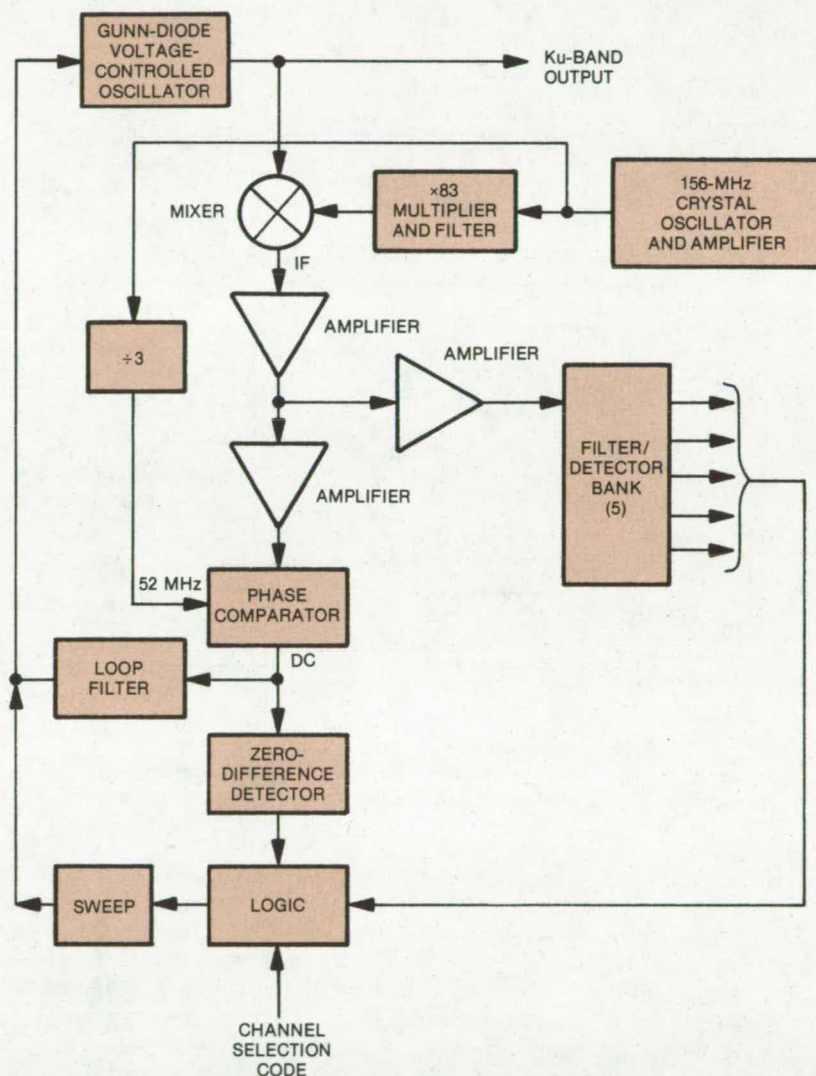 GUNN-DIODE
VOLTAGE-
CONTROLLED
OSCILLATOR
Ku-BAND
OUTPUT
MIXER
×83
MULTIPLIER
AND FILTER
156-MHz
CRYSTAL
OSCILLATOR
AND AMPLIFIER
IF
÷3
AMPLIFIER
AMPLIFIER
FILTER/
DETECTOR
BANK
(5)
AMPLIFIER
52 MHz
PHASE
COMPARATOR
DC
LOOP
FILTER
ZERO-
DIFFERENCE
DETECTOR
SWEEP
LOGIC
CHANNEL
SELECTION
CODE